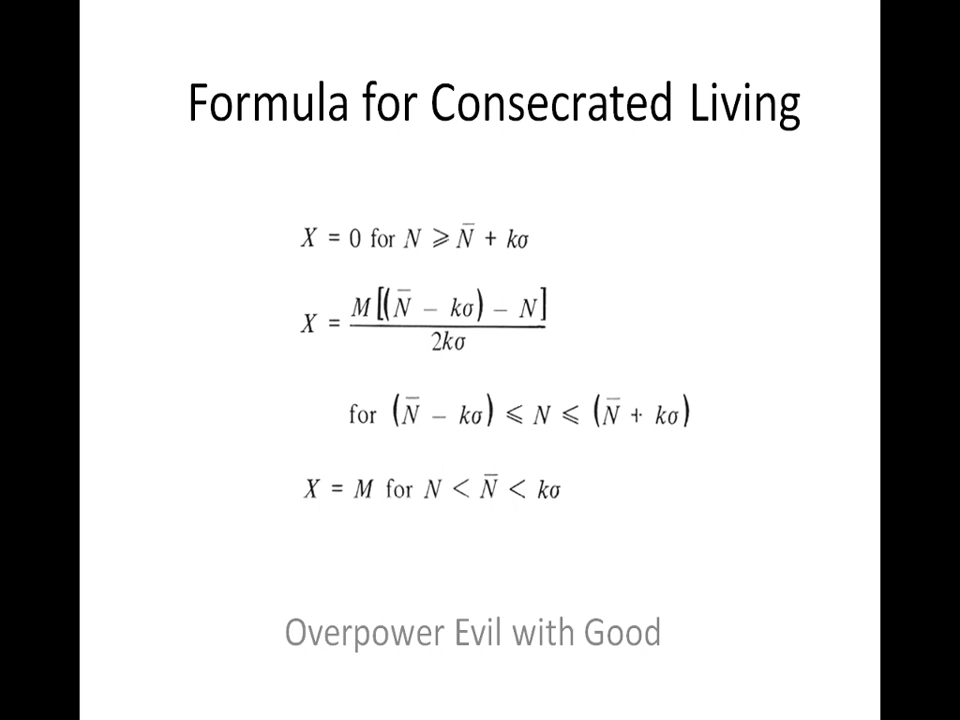 Formula for Consecrated Living
X = 0 for N ⩾ N̄ + kσ
X = M[(N̄ − kσ) − N] / 2kσ
for (N̄ − kσ) ⩽ N ⩽ (N̄ + kσ)
X = M for N < N̄ < kσ
Overpower Evil with Good